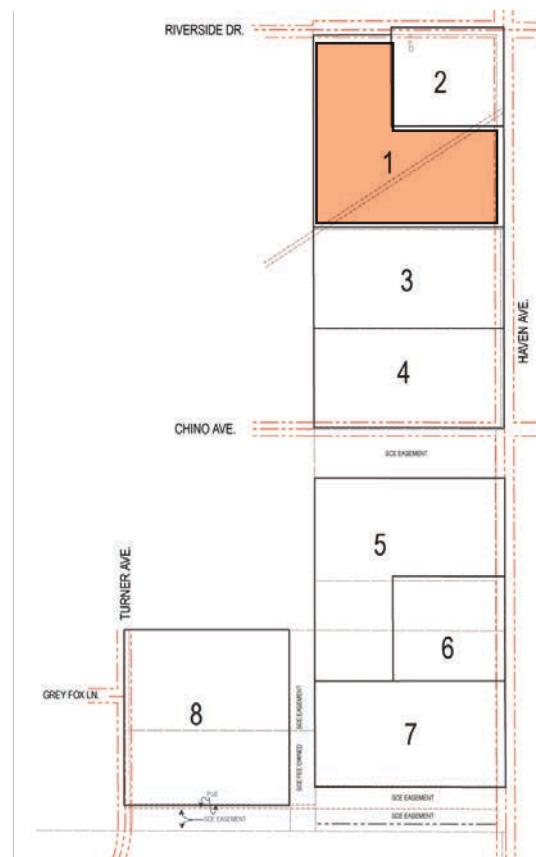 RIVERSIDE DR.
2
1
3
HAVEN AVE.
4
CHINO AVE.
SCE EASEMENT
5
TURNER AVE.
6
GREY FOX LN.
8
SCE EASEMENT
7
SCE FEE OWNED
SCE EASEMENT
PUE
SCE EASEMENT
SCE EASEMENT